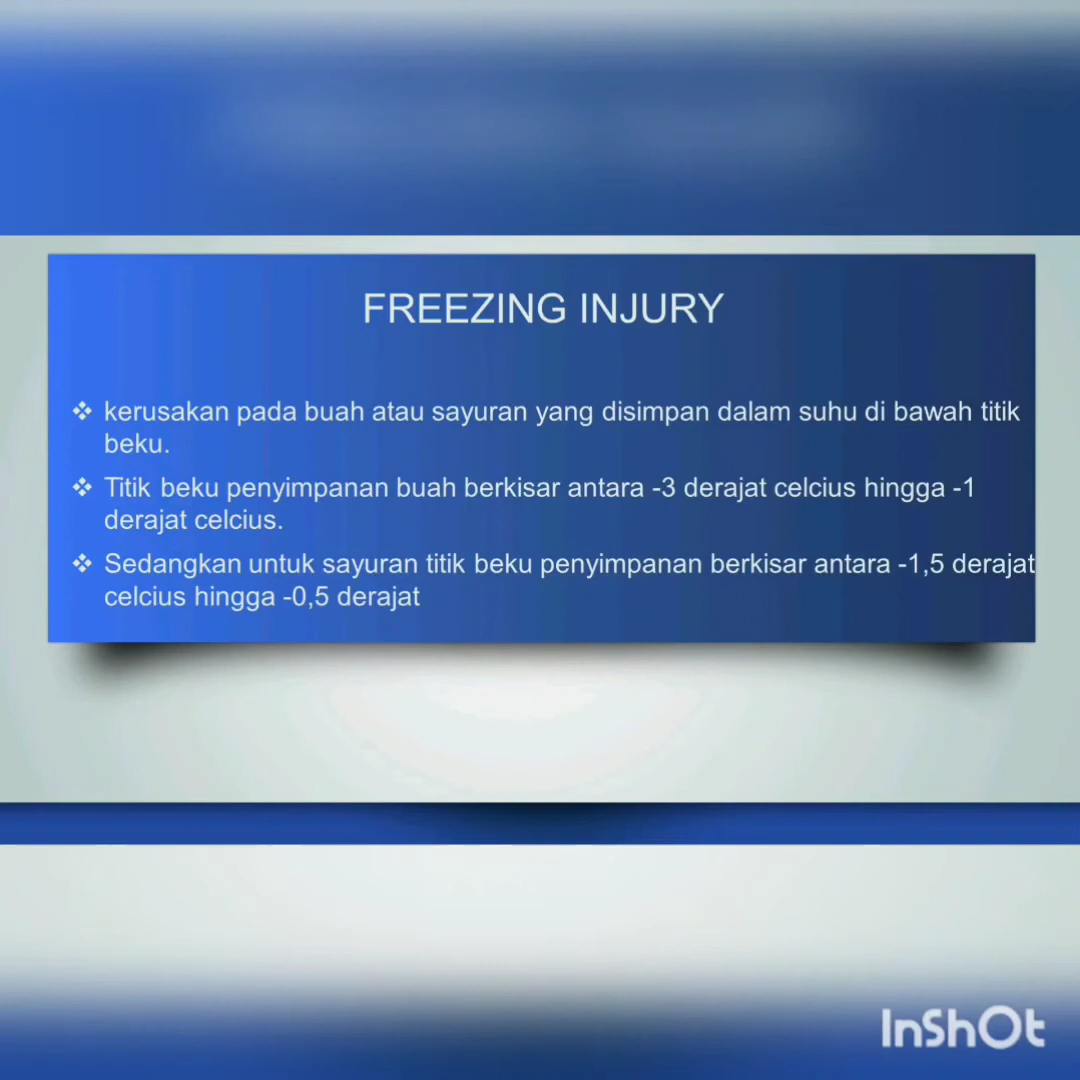 FREEZING INJURY
❖ kerusakan pada buah atau sayuran yang disimpan dalam suhu di bawah titik
beku.
❖ Titik beku penyimpanan buah berkisar antara -3 derajat celcius hingga -1
derajat celcius.
❖ Sedangkan untuk sayuran titik beku penyimpanan berkisar antara -1,5 derajat
celcius hingga -0,5 derajat
InShOt